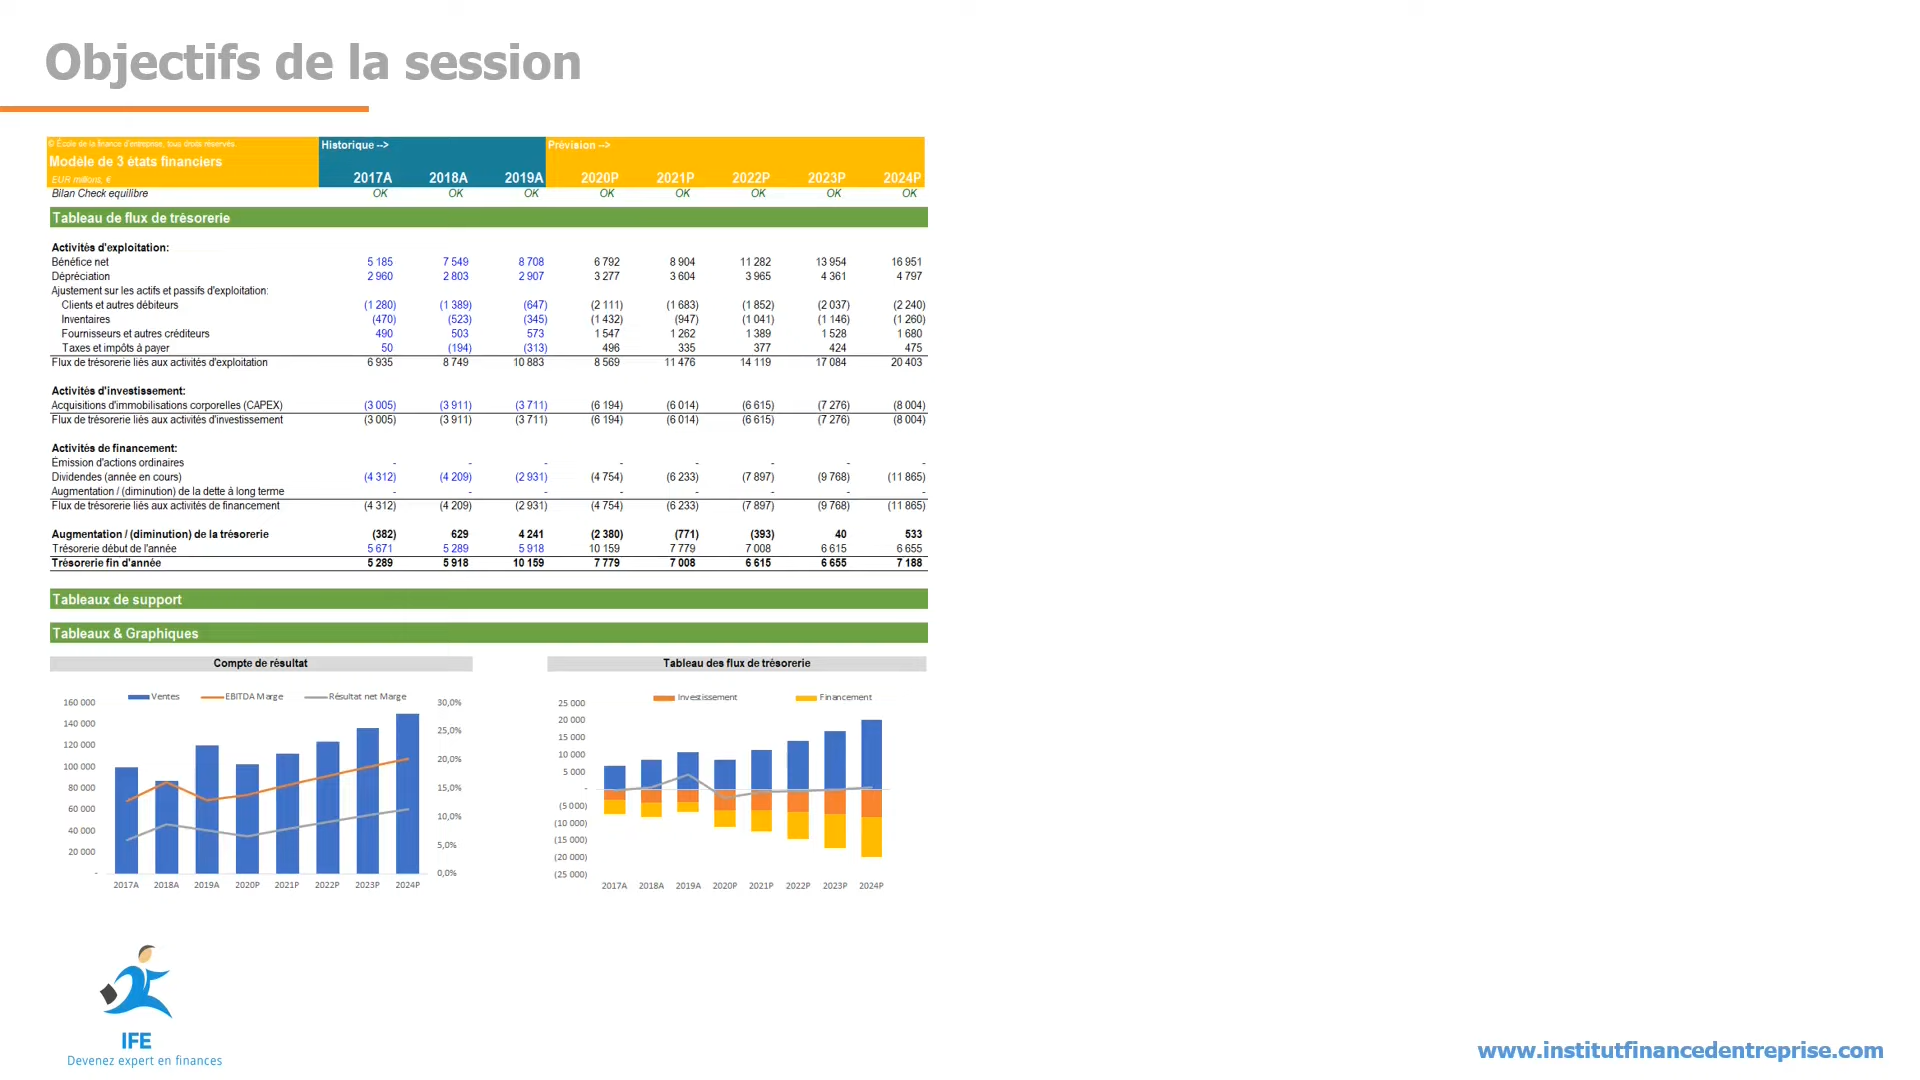 Objectifs de la session
© École de la finance d'entreprise, tous droits réservés
Historique --> Prévision -->
Modèle de 3 états financiers
EUR millions, €
2017A 2018A 2019A 2020P 2021P 2022P 2023P 2024P
Bilan Check equilibre OK OK OK OK OK OK OK OK
Tableau de flux de trèsorerie
Activités d'exploitation:
Bénéfice net 5 185 7 549 8 708 6 792 8 904 11 282 13 954 16 951
Dépréciation 2 960 2 803 2 907 3 277 3 604 3 965 4 361 4 797
Ajustement sur les actifs et passifs d'exploitation:
Clients et autres débiteurs (1 280) (1 389) (647) (2 111) (1 683) (1 852) (2 037) (2 240)
Inventaires (470) (523) (345) (1 432) (947) (1 041) (1 146) (1 260)
Fournisseurs et autres créditeurs 490 503 573 1 547 1 262 1 389 1 528 1 680
Taxes et impôts à payer 50 (194) (313) 496 335 377 424 475
Flux de trésorerie liés aux activités d'exploitation 6 935 8 749 10 883 8 569 11 476 14 119 17 084 20 403
Activités d'investissement:
Acquisitions d'immobilisations corporelles (CAPEX) (3 005) (3 911) (3 711) (6 194) (6 014) (6 615) (7 276) (8 004)
Flux de trésorerie liés aux activités d'investissement (3 005) (3 911) (3 711) (6 194) (6 014) (6 615) (7 276) (8 004)
Activités de financement:
Émission d'actions ordinaires - - - - - - - -
Dividendes (année en cours) (4 312) (4 209) (2 931) (4 754) (6 233) (7 897) (9 768) (11 865)
Augmentation / (diminution) de la dette à long terme - - - - - - - -
Flux de trésorerie liés aux activités de financement (4 312) (4 209) (2 931) (4 754) (6 233) (7 897) (9 768) (11 865)
Augmentation / (diminution) de la trésorerie (382) 629 4 241 (2 380) (771) (393) 40 533
Trésorerie début de l'année 5 671 5 289 5 918 10 159 7 779 7 008 6 615 6 655
Trésorerie fin d'année 5 289 5 918 10 159 7 779 7 008 6 615 6 655 7 188
Tableaux de support
Tableaux & Graphiques
Compte de résultat
Ventes EBITDA Marge Résultat net Marge
160 000 30,0%
140 000 25,0%
120 000 20,0%
100 000 15,0%
80 000 10,0%
60 000 5,0%
40 000 0,0%
20 000
-
2017A 2018A 2019A 2020P 2021P 2022P 2023P 2024P
Tableau des flux de trésorerie
Investissement Financement
25 000
20 000
15 000
10 000
5 000
-
(5 000)
(10 000)
(15 000)
(20 000)
(25 000)
2017A 2018A 2019A 2020P 2021P 2022P 2023P 2024P
IFE
Devenez expert en finances
www.institutfinancedentreprise.com